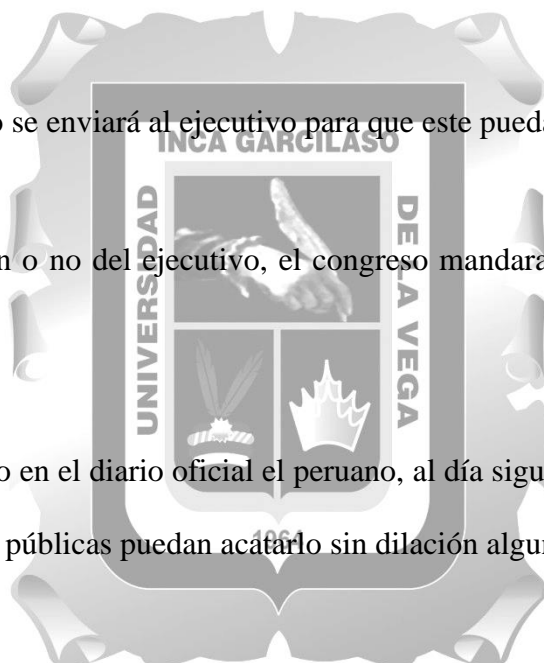 o se enviará al ejecutivo para que este pueda
INCA GARCILASO
UNIVERSIDAD
DE LA VEGA
n o no del ejecutivo, el congreso mandara
o en el diario oficial el peruano, al día sigu
1964
públicas puedan acatarlo sin dilación algu